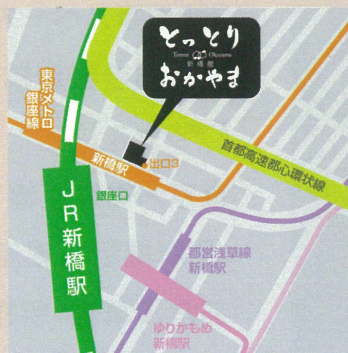 とっとり
Tottori Okayama
新橋館
おかやま
東京メトロ
銀座線
新橋駅
出口3
首都高速都心環状線
銀座口
JR新橋駅
都営浅草線
新橋駅
ゆりかもめ
新橋駅